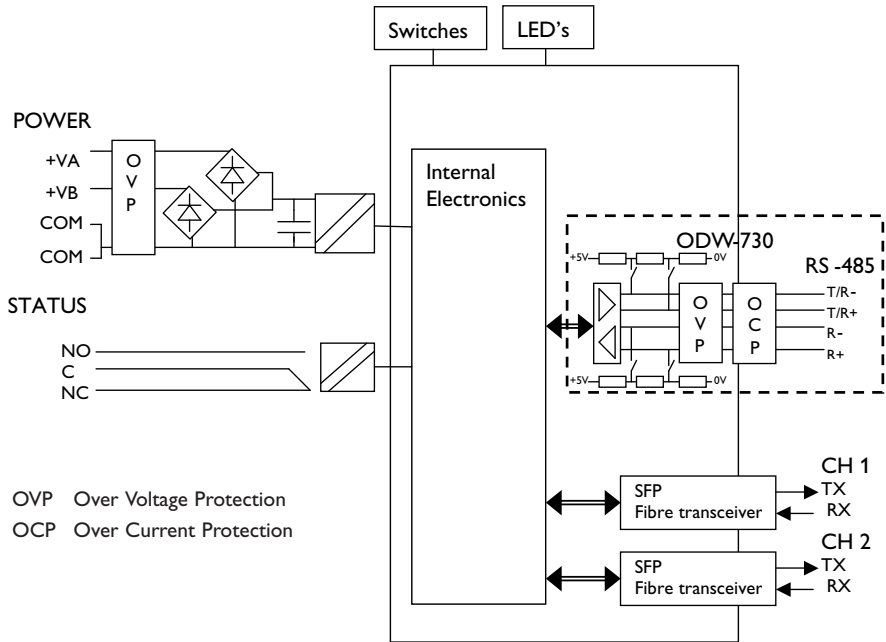 Switches
LED's
POWER
+VA
+VB
COM
COM
O
V
P
STATUS
NO
C
NC
Internal
Electronics
ODW-730
RS -485
+5V
0V
O
V
P
O
C
P
T/R-
T/R+
R-
R+
+5V
0V
OVP Over Voltage Protection
OCP Over Current Protection
SFP
Fibre transceiver
CH 1
TX
RX
SFP
Fibre transceiver
CH 2
TX
RX